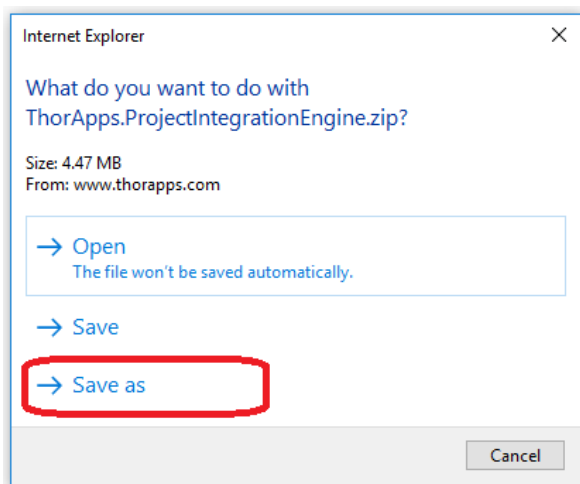 Internet Explorer
What do you want to do with
ThorApps.ProjectIntegrationEngine.zip?
Size: 4.47 MB
From: www.thorapps.com
Open
The file won't be saved automatically.
Save
Save as
Cancel